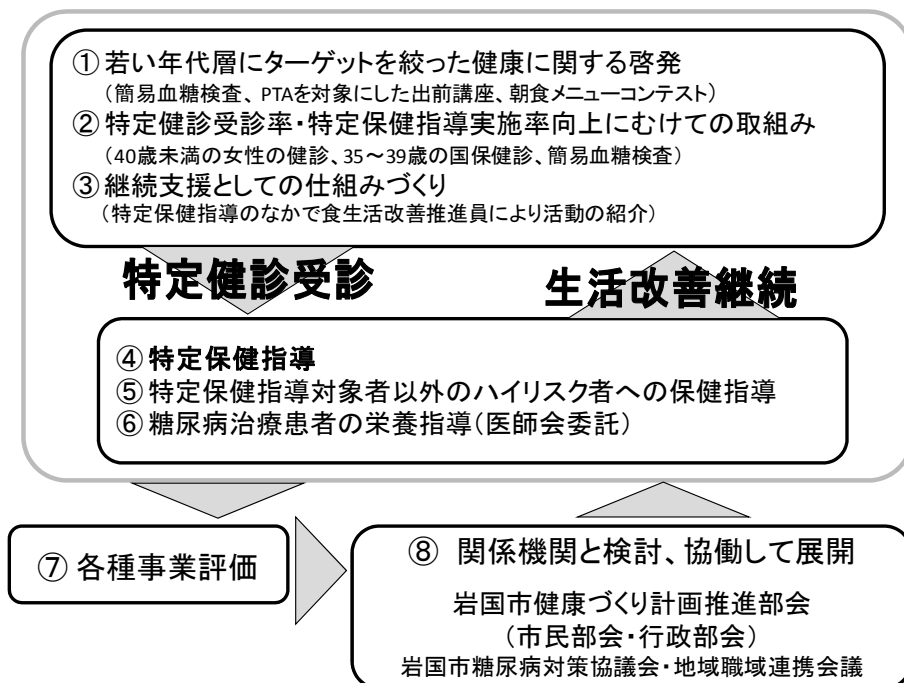 ① 若い年代層にターゲットを絞った健康に関する啓発
（簡易血糖検査、PTAを対象にした出前講座、朝食メニューコンテスト）
② 特定健診受診率・特定保健指導実施率向上にむけての取組み
（40歳未満の女性の健診、35～39歳の国保健診、簡易血糖検査）
③ 継続支援としての仕組みづくり
（特定保健指導のなかで食生活改善推進員により活動の紹介）
特定健診受診
生活改善継続
④ 特定保健指導
⑤ 特定保健指導対象者以外のハイリスク者への保健指導
⑥ 糖尿病治療患者の栄養指導（医師会委託）
⑦ 各種事業評価
⑧ 関係機関と検討、協働して展開
岩国市健康づくり計画推進部会
（市民部会・行政部会）
岩国市糖尿病対策協議会・地域職域連携会議